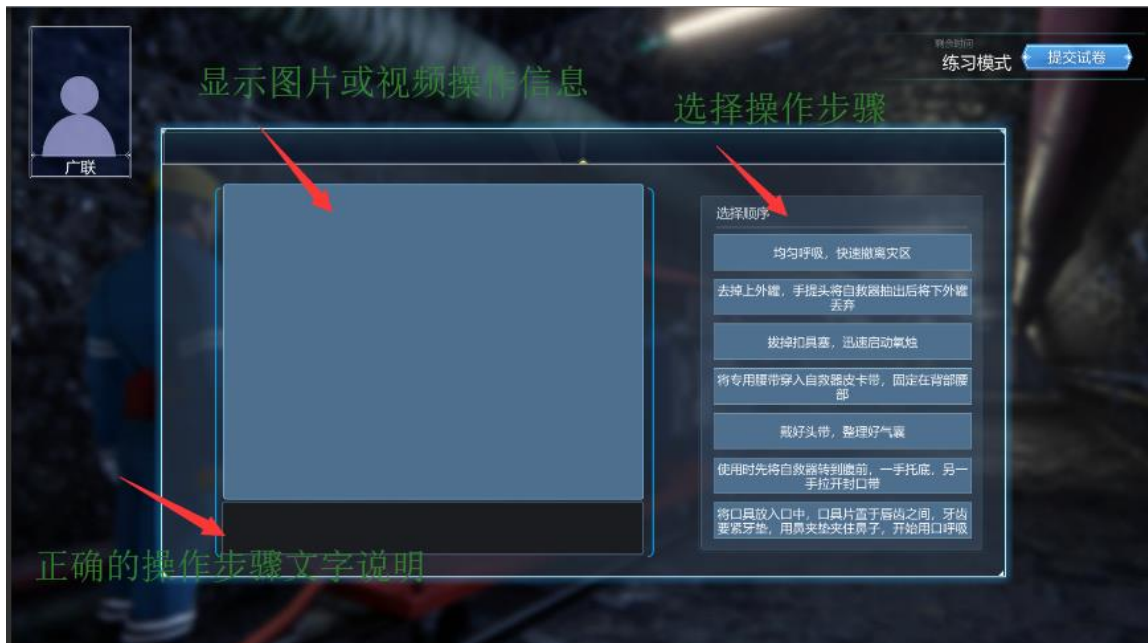 剩余时间
练习模式
提交试卷
显示图片或视频操作信息
选择操作步骤
广联
选择顺序
均匀呼吸，快速撤离灾区
去掉上外罐，手提头将自救器抽出后将下外罐
丢弃
拔掉扣具塞，迅速启动氧烛
将专用腰带穿入自救器皮卡带，固定在背部腰
部
戴好头带，整理好气囊
使用时先将自救器转到腹前，一手托底，另一
手拉开封口带
将口具放入口中，口具片置于唇齿之间，牙齿
要紧牙垫，用鼻夹垫夹住鼻子，开始用口呼吸
正确的操作步骤文字说明